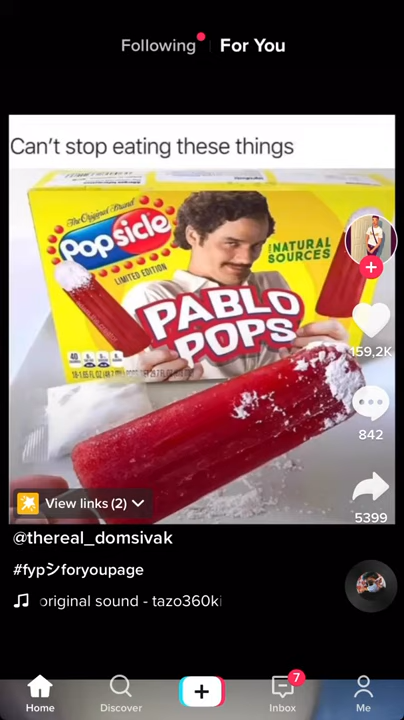 Following
For You
Can't stop eating these things
The Original Brand
Popsicle
LIMITED EDITION
NATURAL
SOURCES
PABLO
POPS
159,2K
842
5399
View links (2)
@thereal_domsivak
#fypシforyoupage
original sound - tazo360ki
Home
Discover
7
Inbox
Me